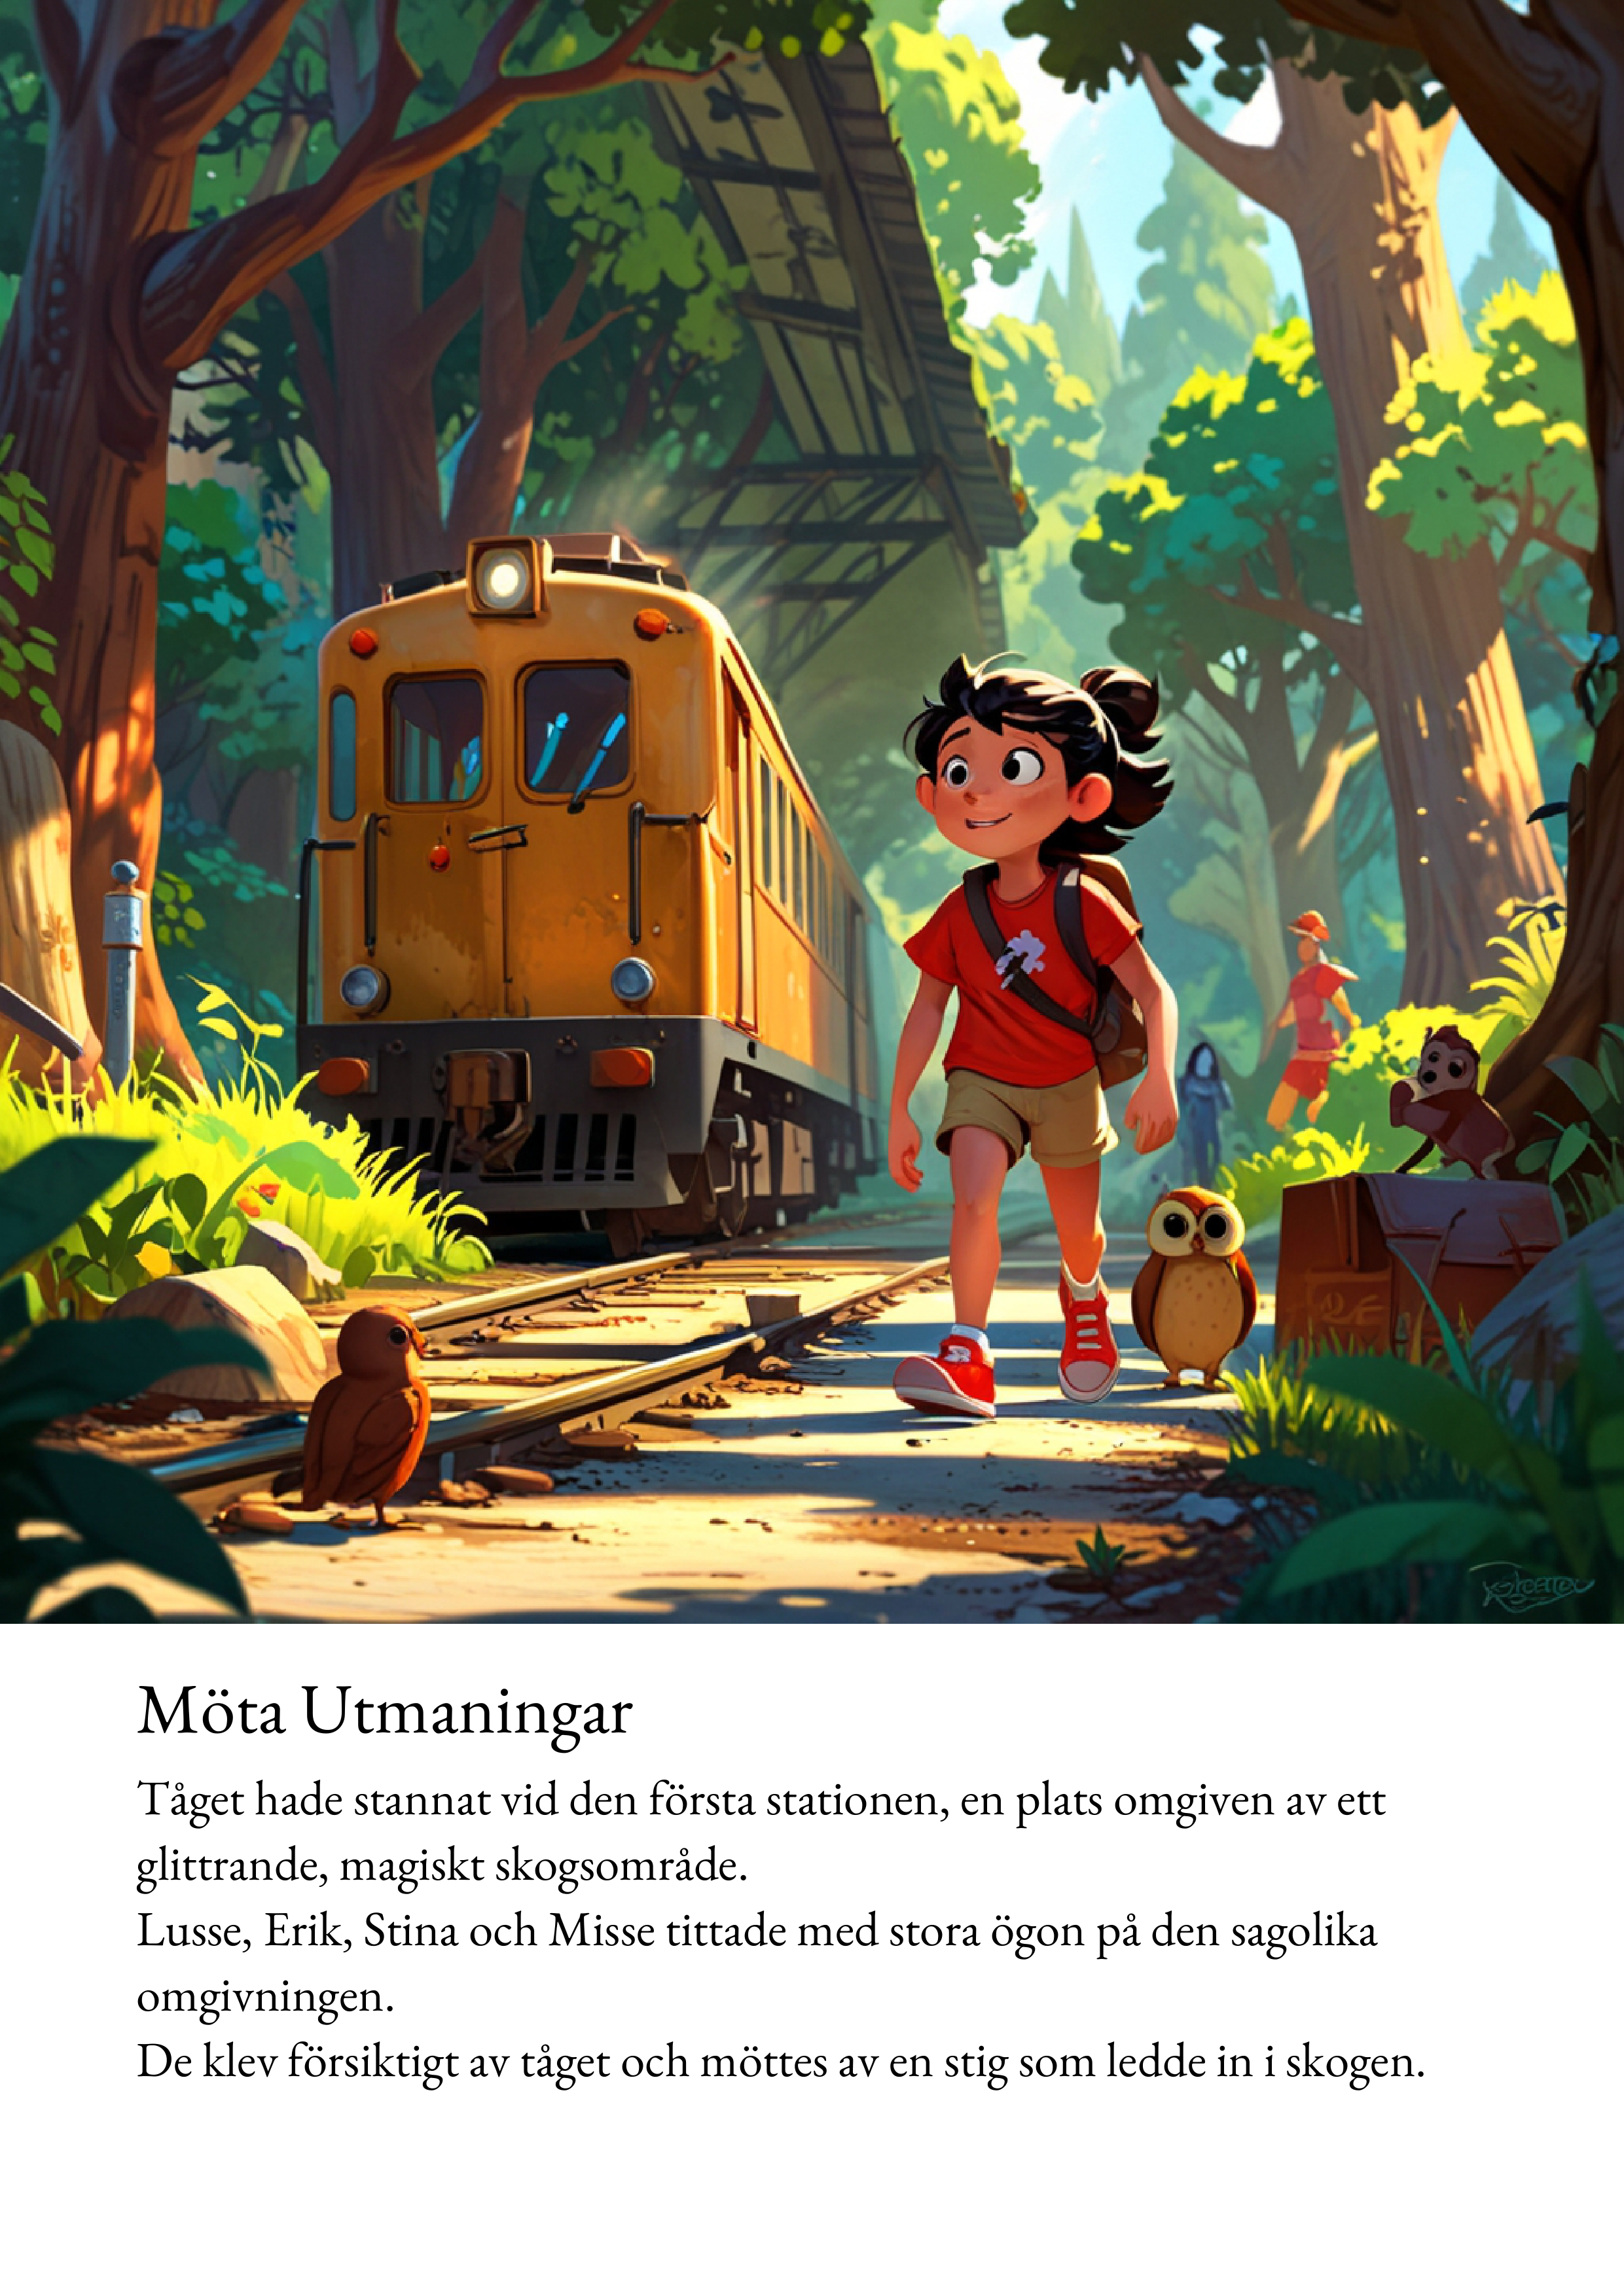 Möta Utmaningar
Tåget hade stannat vid den första stationen, en plats omgiven av ett
glittrande, magiskt skogsområde.
Lusse, Erik, Stina och Misse tittade med stora ögon på den sagolika
omgivningen.
De klev försiktigt av tåget och möttes av en stig som ledde in i skogen.